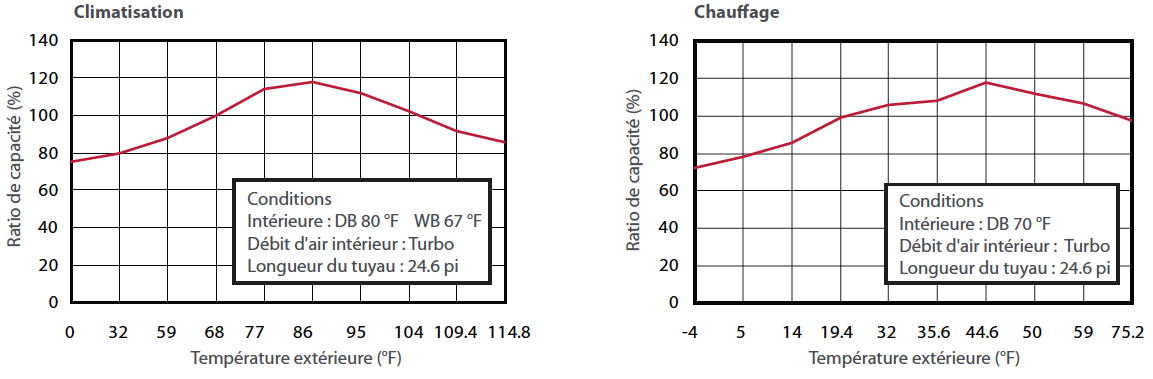 Climatisation
Ratio de capacité (%)
140
120
100
80
60
40
20
0
0 32 59 68 77 86 95 104 109.4 114.8
Température extérieure (°F)
Conditions
Intérieure : DB 80 °F WB 67 °F
Débit d'air intérieur : Turbo
Longueur du tuyau : 24.6 pi
Chauffage
Ratio de capacité (%)
140
120
100
80
60
40
20
0
-4 5 14 19.4 32 35.6 44.6 50 59 75.2
Température extérieure (°F)
Conditions
Intérieure : DB 70 °F
Débit d'air intérieur : Turbo
Longueur du tuyau : 24.6 pi